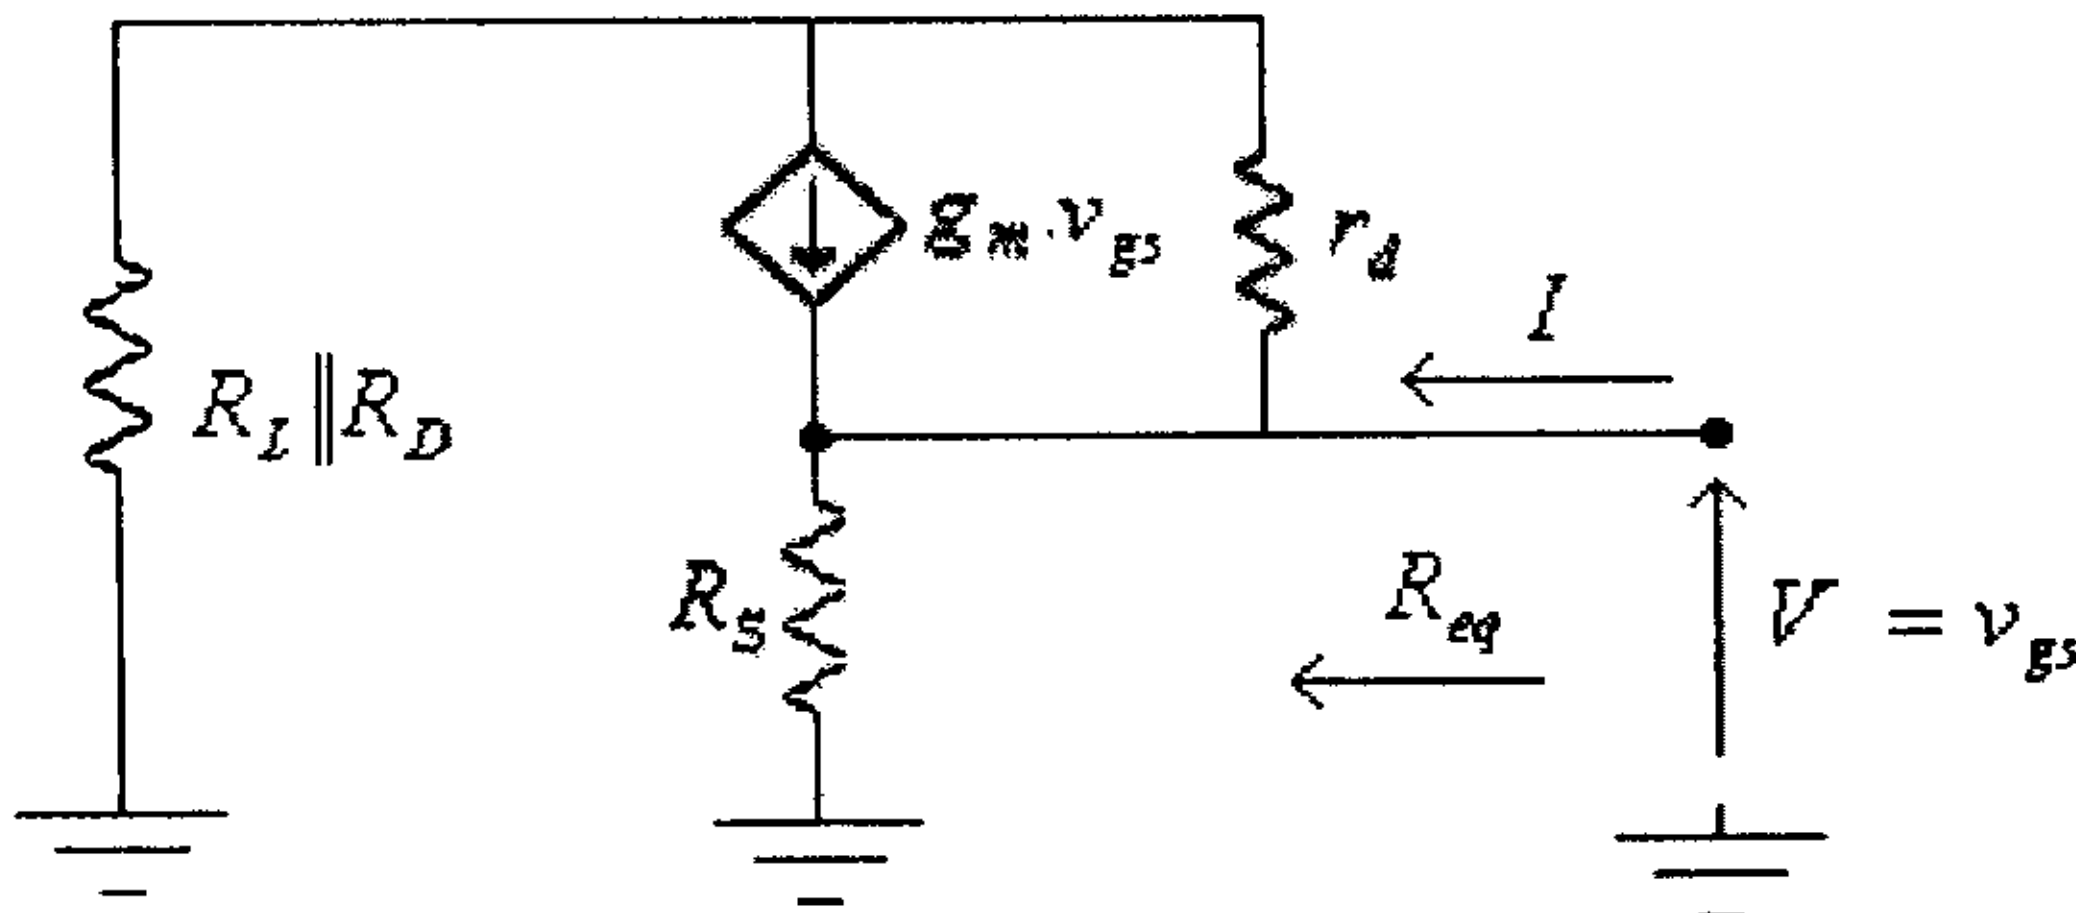 g_m . v_gs
r_d
I
R_L || R_D
R_S
R_eq
V = v_gs